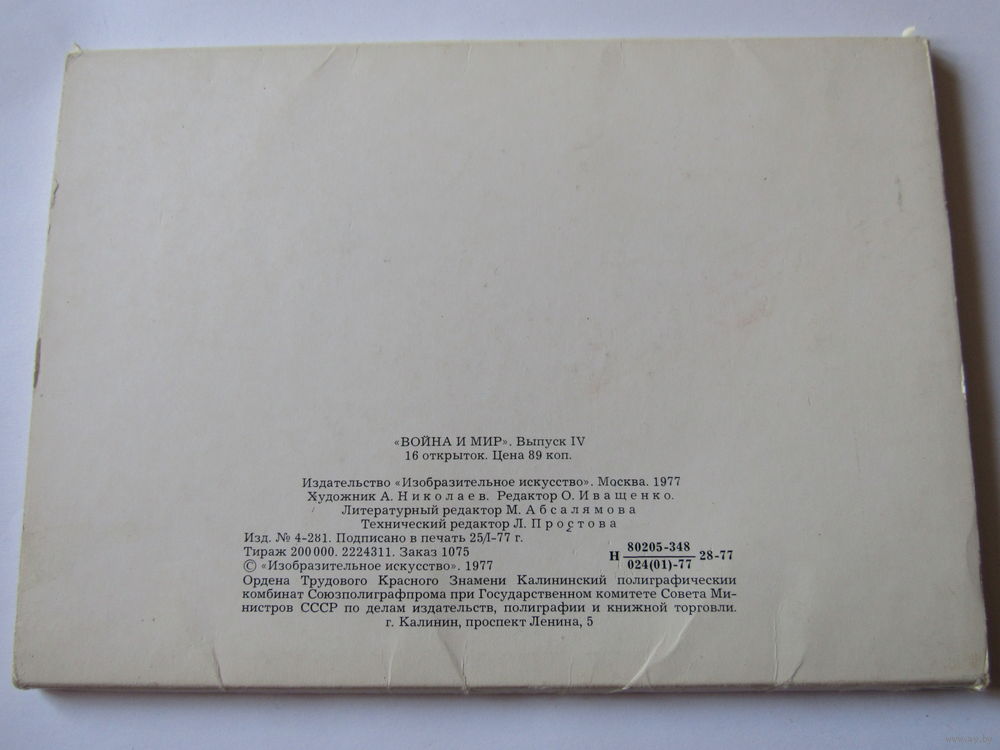 «ВОЙНА И МИР». Выпуск IV
16 открыток. Цена 89 коп.
Издательство «Изобразительное искусство». Москва. 1977
Художник А. Николаев. Редактор О. Иващенко.
Литературный редактор М. Абсалямова
Технический редактор Л. Простова
Изд. № 4-281. Подписано в печать 25/I-77 г.
Тираж 200000. 2224311. Заказ 1075
© «Изобразительное искусство». 1977
Н 80205-348 28-77
024(01)-77
Ордена Трудового Красного Знамени Калининский полиграфический
комбинат Союзполиграфпрома при Государственном комитете Совета Ми-
нистров СССР по делам издательств, полиграфии и книжной торговли.
г. Калинин, проспект Ленина, 5